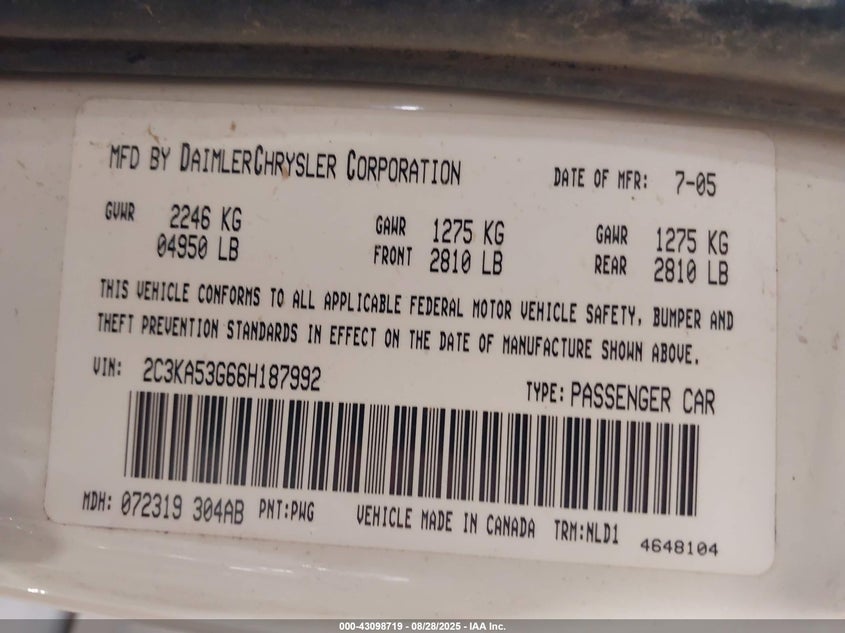 MFD BY DAIMLERCHRYSLER CORPORATION DATE OF MFR: 7-05
GVWR 2246 KG GAWR 1275 KG GAWR 1275 KG
04950 LB FRONT 2810 LB REAR 2810 LB
THIS VEHICLE CONFORMS TO ALL APPLICABLE FEDERAL MOTOR VEHICLE SAFETY, BUMPER AND
THEFT PREVENTION STANDARDS IN EFFECT ON THE DATE OF MANUFACTURE SHOWN ABOVE.
VIN: 2C3KA53G66H187992 TYPE: PASSENGER CAR
MDH: 072319 304AB PNT:PWG VEHICLE MADE IN CANADA TRM:NLD1
4648104
000-43098719 - 08/28/2025 - IAA Inc.